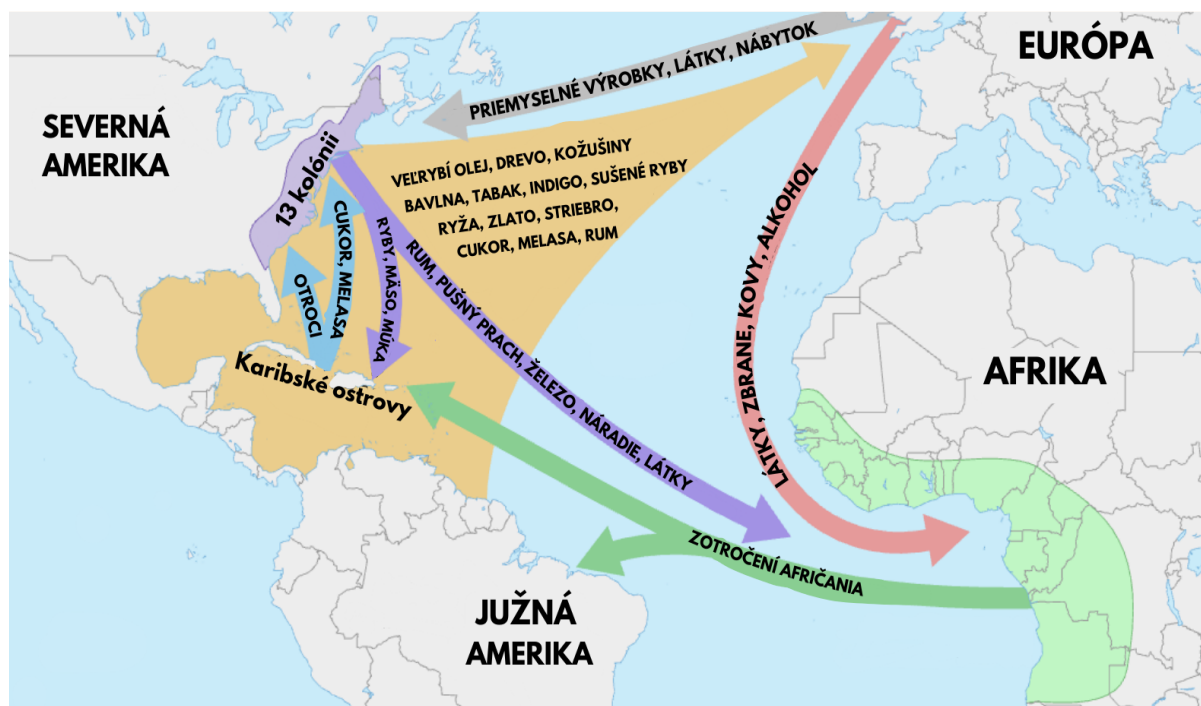 PRIEMYSELNÉ VÝROBKY, LÁTKY, NÁBYTOK
EURÓPA
SEVERNÁ
AMERIKA
13 kolónii
VEĽRYBÍ OLEJ, DREVO, KOŽUŠINY
BAVLNA, TABAK, INDIGO, SUŠENÉ RYBY
RYŽA, ZLATO, STRIEBRO,
CUKOR, MELASA, RUM
OTROCI
CUKOR, MELASA
RYBY, MÄSO, MÚKA
RUM, PUŠNÝ PRACH, ŽELEZO, NÁRADIE, LÁTKY
LÁTKY, ZBRANE, KOVY, ALKOHOL
Karibské ostrovy
AFRIKA
ZOTROČENÍ AFRIČANIA
JUŽNÁ
AMERIKA